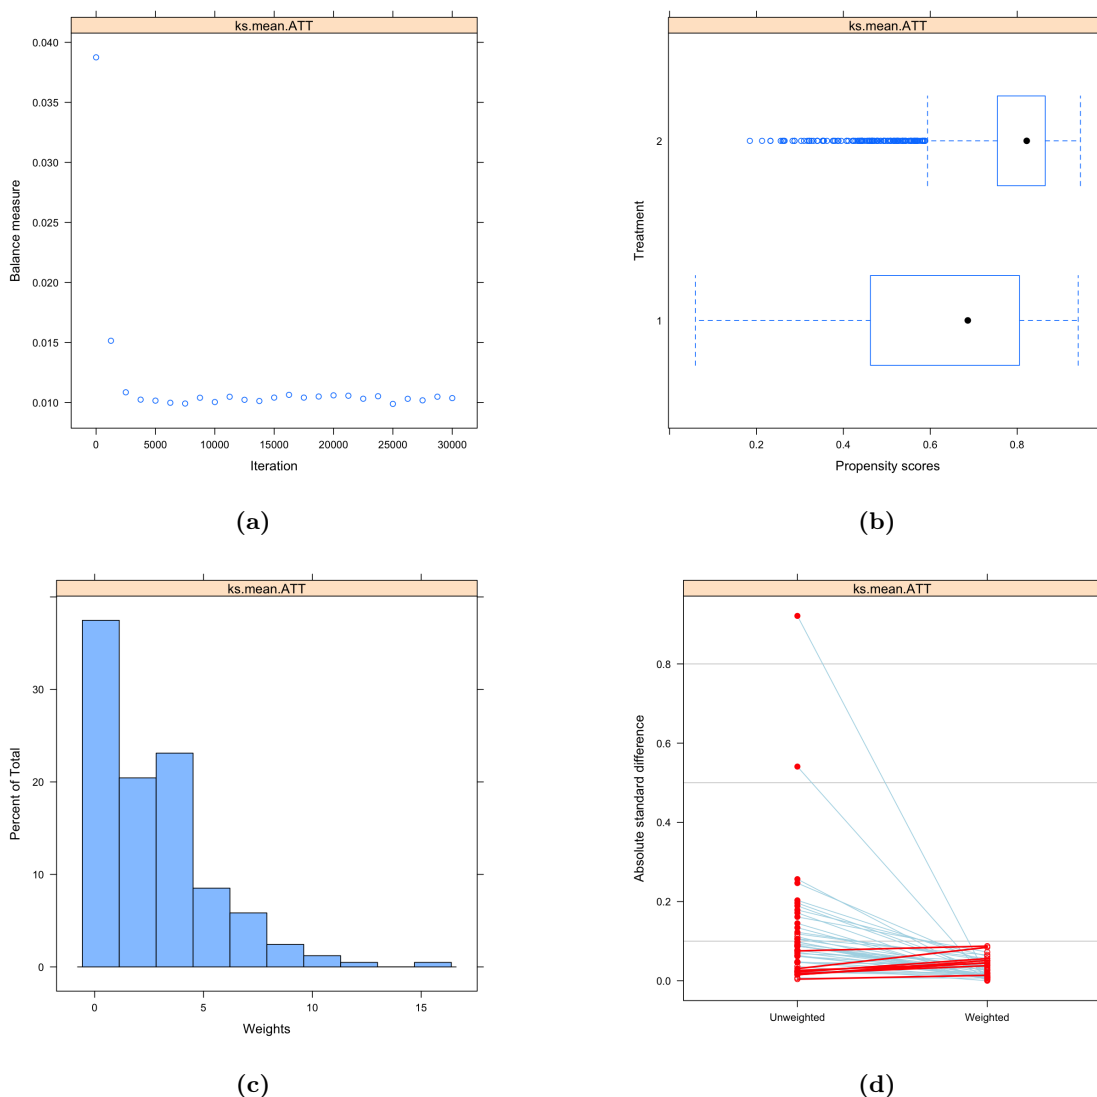 ks.mean.ATT
0.040
0.035
0.030
0.025
0.020
0.015
0.010
Balance measure
0 5000 10000 15000 20000 25000 30000
Iteration
(a)
ks.mean.ATT
2
1
Treatment
0.2 0.4 0.6 0.8
Propensity scores
(b)
ks.mean.ATT
30
20
10
0
Percent of Total
0 5 10 15
Weights
(c)
ks.mean.ATT
0.8
0.6
0.4
0.2
0.0
Absolute standard difference
Unweighted Weighted
(d)